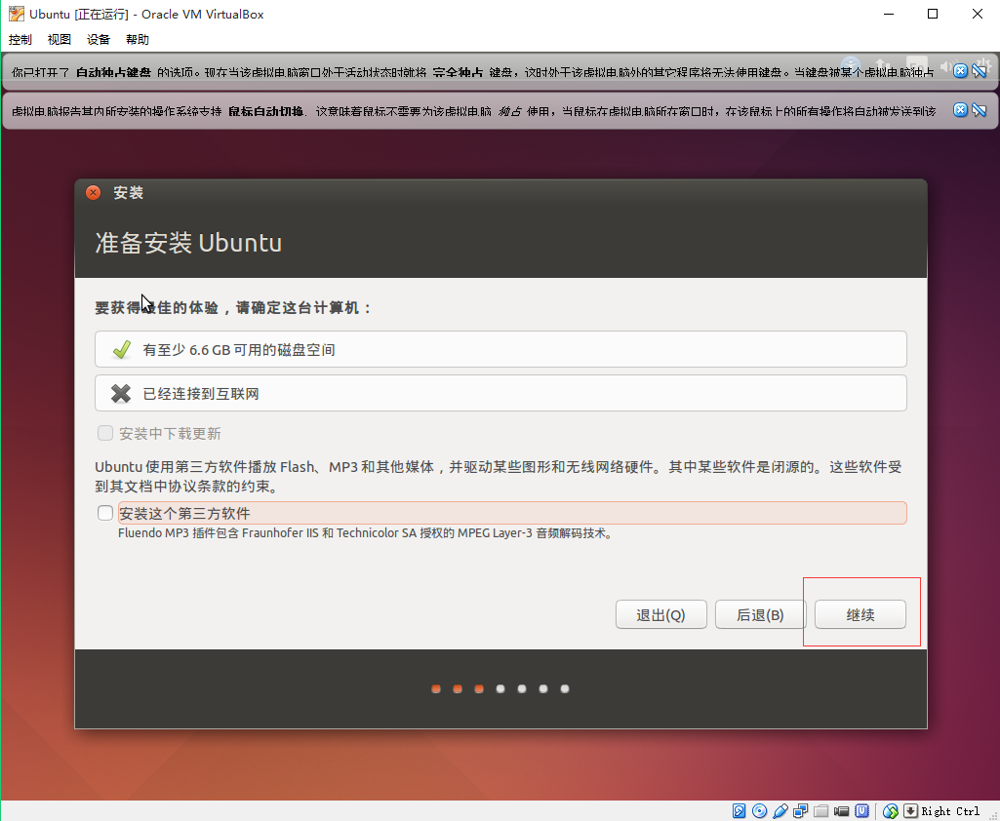 Ubuntu [正在运行] - Oracle VM VirtualBox
控制 视图 设备 帮助
你已打开了 自动独占键盘 的选项。现在当该虚拟电脑窗口处于活动状态时就将 完全独占 键盘，这时处于该虚拟电脑外的其它程序将无法使用键盘。当键盘被某个虚拟电脑独占
虚拟电脑报告其内所安装的操作系统支持 鼠标自动切换. 这意味着鼠标不需要为该虚拟电脑 独占 使用，当鼠标在虚拟电脑所在窗口时，在该鼠标上的所有操作将自动被发送到该
安装
准备安装 Ubuntu
要获得最佳的体验，请确定这台计算机：
有至少 6.6 GB 可用的磁盘空间
已经连接到互联网
安装中下载更新
Ubuntu 使用第三方软件播放 Flash、MP3 和其他媒体，并驱动某些图形和无线网络硬件。其中某些软件是闭源的。这些软件受
到其文档中协议条款的约束。
安装这个第三方软件
Fluendo MP3 插件包含 Fraunhofer IIS 和 Technicolor SA 授权的 MPEG Layer-3 音频解码技术。
退出(Q) 后退(B) 继续
Right Ctrl